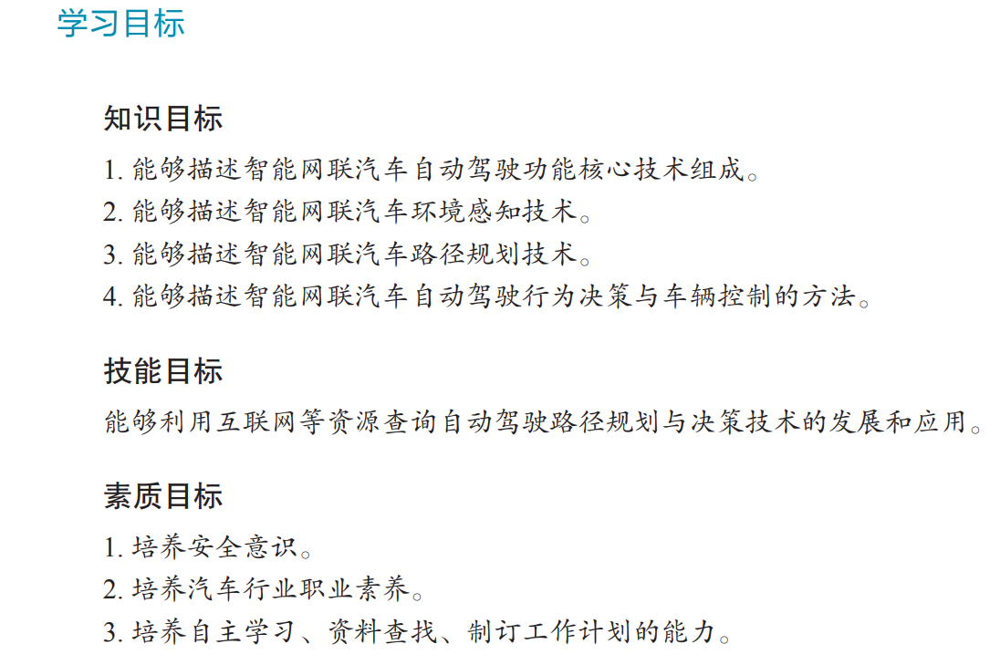 学习目标
知识目标
1. 能够描述智能网联汽车自动驾驶功能核心技术组成。
2. 能够描述智能网联汽车环境感知技术。
3. 能够描述智能网联汽车路径规划技术。
4. 能够描述智能网联汽车自动驾驶行为决策与车辆控制的方法。
技能目标
能够利用互联网等资源查询自动驾驶路径规划与决策技术的发展和应用。
素质目标
1. 培养安全意识。
2. 培养汽车行业职业素养。
3. 培养自主学习、资料查找、制订工作计划的能力。